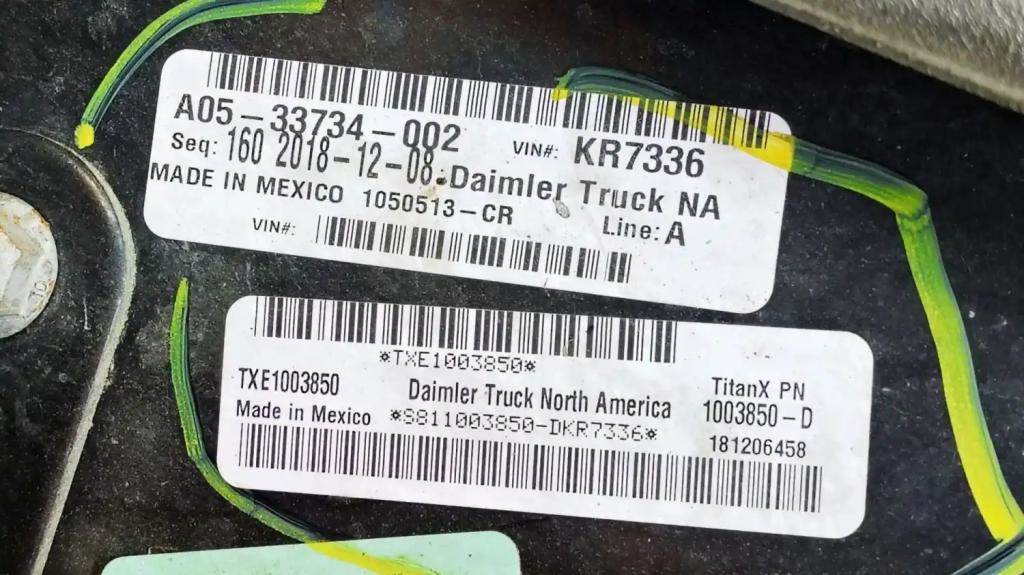 A05-33734-002
VIN#: KR7336
Seq: 160 2018-12-08 Daimler Truck NA
MADE IN MEXICO 1050513-CR Line: A
VIN#:
*TXE1003850*
TXE1003850 Daimler Truck North America TitanX PN
Made in Mexico *S811003850-DKR7336* 1003850-D
181206458